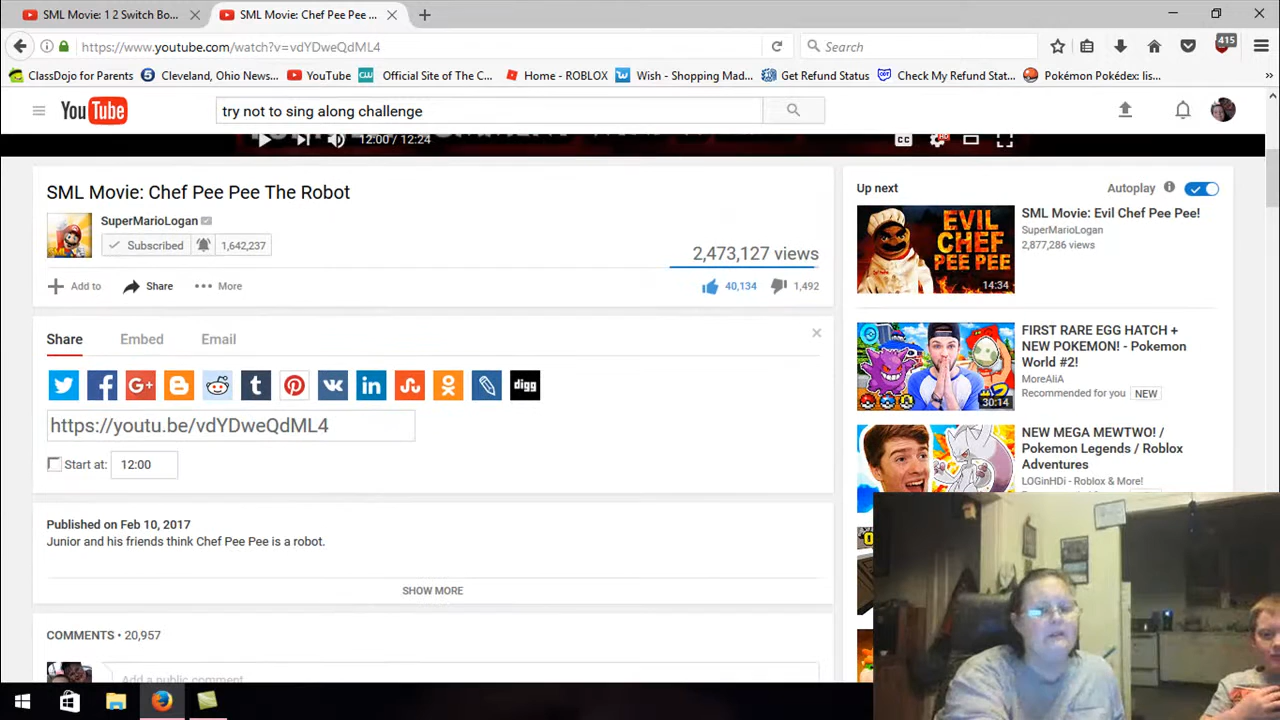 SML Movie: 1 2 Switch Bo...
SML Movie: Chef Pee Pee ...
https://www.youtube.com/watch?v=vdYDweQdML4
Search
415
ClassDojo for Parents
Cleveland, Ohio News...
YouTube
Official Site of The C...
Home - ROBLOX
Wish - Shopping Mad...
Get Refund Status
Check My Refund Stat...
Pokémon Pokédex: lis...
YouTube
try not to sing along challenge
12:00 / 12:24
CC
HD
SML Movie: Chef Pee Pee The Robot
SuperMarioLogan
Subscribed
1,642,237
2,473,127 views
Add to
Share
More
40,134
1,492
Share
Embed
Email
digg
https://youtu.be/vdYDweQdML4
Start at:
12:00
Published on Feb 10, 2017
Junior and his friends think Chef Pee Pee is a robot.
SHOW MORE
COMMENTS • 20,957
Add a public comment...
Up next
Autoplay
EVIL
CHEF
PEE PEE
14:34
SML Movie: Evil Chef Pee Pee!
SuperMarioLogan
2,877,286 views
30:14
FIRST RARE EGG HATCH +
NEW POKEMON! - Pokemon
World #2!
MoreAliA
Recommended for you
NEW
NEW MEGA MEWTWO! /
Pokemon Legends / Roblox
Adventures
LOGinHDi - Roblox & More!